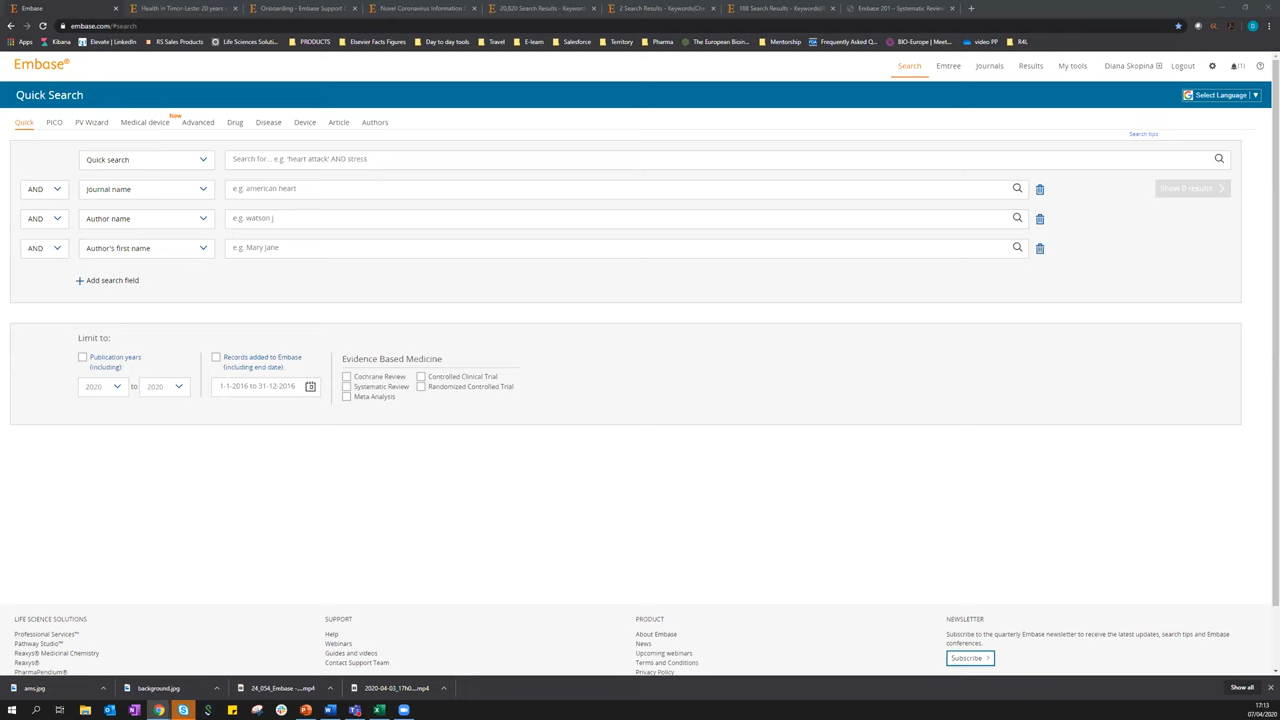 Embase
Health in Timor-Leste: 20 years
Onboarding - Embase Support C
Novel Coronavirus Information C
20,820 Search Results - Keywords
2 Search Results - Keywords(Ch
188 Search Results - Keywords(F
Embase 201 – Systematic Review
embase.com/#search
Apps
Kibana
Elevate | LinkedIn
RS Sales Products
Life Sciences Soluti...
PRODUCTS
Elsevier Facts Figures
Day to day tools
Travel
E-learn
Salesforce
Territory
Pharma
The European Bioin...
Mentorship
Frequently Asked Q...
BIO-Europe | Meet...
video PP
R4L
Embase®
Search
Emtree
Journals
Results
My tools
Diana Skopina
Logout
(1)
Quick Search
Select Language
Quick
PICO
PV Wizard
Medical device
New
Advanced
Drug
Disease
Device
Article
Authors
Search tips
Quick search
Search for... e.g. 'heart attack' AND stress
AND
Journal name
e.g. american heart
Show 0 results
AND
Author name
e.g. watson j
AND
Author's first name
e.g. Mary Jane
Add search field
Limit to:
Publication years
(including):
2020
to
2020
Records added to Embase
(including end date):
1-1-2016 to 31-12-2016
Evidence Based Medicine
Cochrane Review
Controlled Clinical Trial
Systematic Review
Randomized Controlled Trial
Meta Analysis
LIFE SCIENCE SOLUTIONS
Professional Services™
Pathway Studio™
Reaxys® Medicinal Chemistry
Reaxys®
PharmaPendium®
SUPPORT
Help
Webinars
Guides and videos
Contact Support Team
PRODUCT
About Embase
News
Upcoming webinars
Terms and Conditions
Privacy Policy
NEWSLETTER
Subscribe to the quarterly Embase newsletter to receive the latest updates, search tips and Embase
conferences.
Subscribe
ams.jpg
background.jpg
24_054_Embase -....mp4
2020-04-03_17h0....mp4
Show all
17:13
07/04/2020